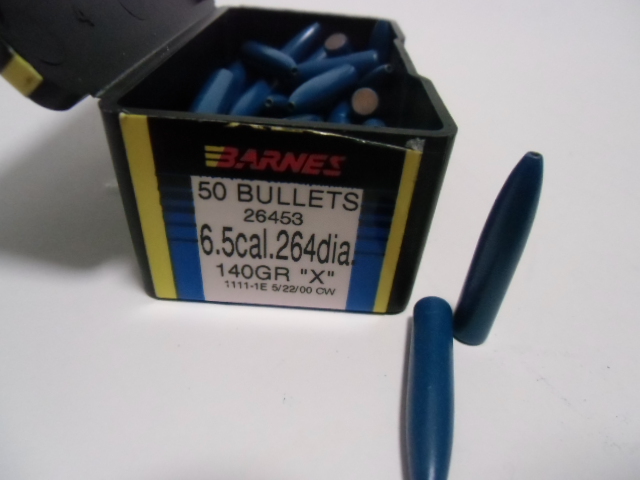 BARNES
50 BULLETS
26453
6.5cal.264dia.
140GR "X"
1111-1E 5/22/00 CW